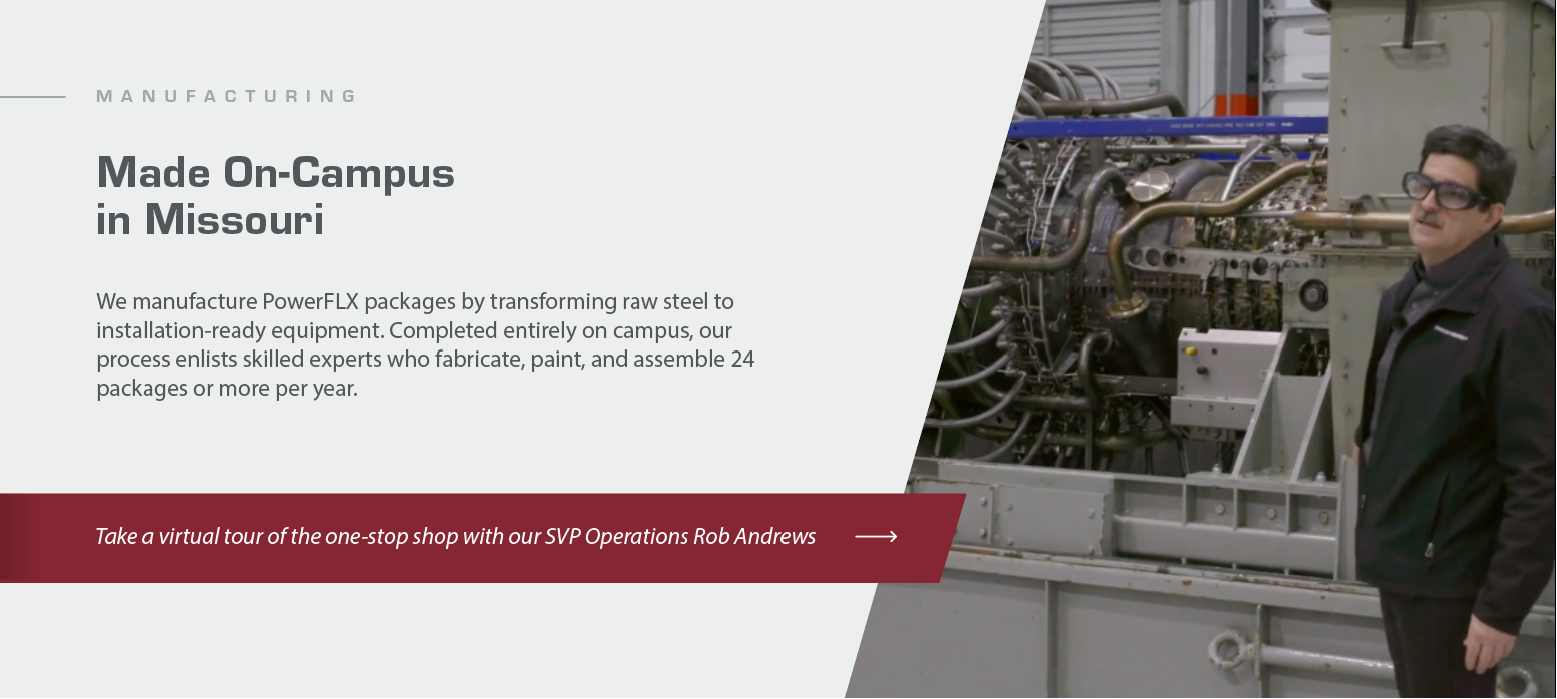 MANUFACTURING
Made On-Campus
in Missouri
We manufacture PowerFLX packages by transforming raw steel to
installation-ready equipment. Completed entirely on campus, our
process enlists skilled experts who fabricate, paint, and assemble 24
packages or more per year.
Take a virtual tour of the one-stop shop with our SVP Operations Rob Andrews